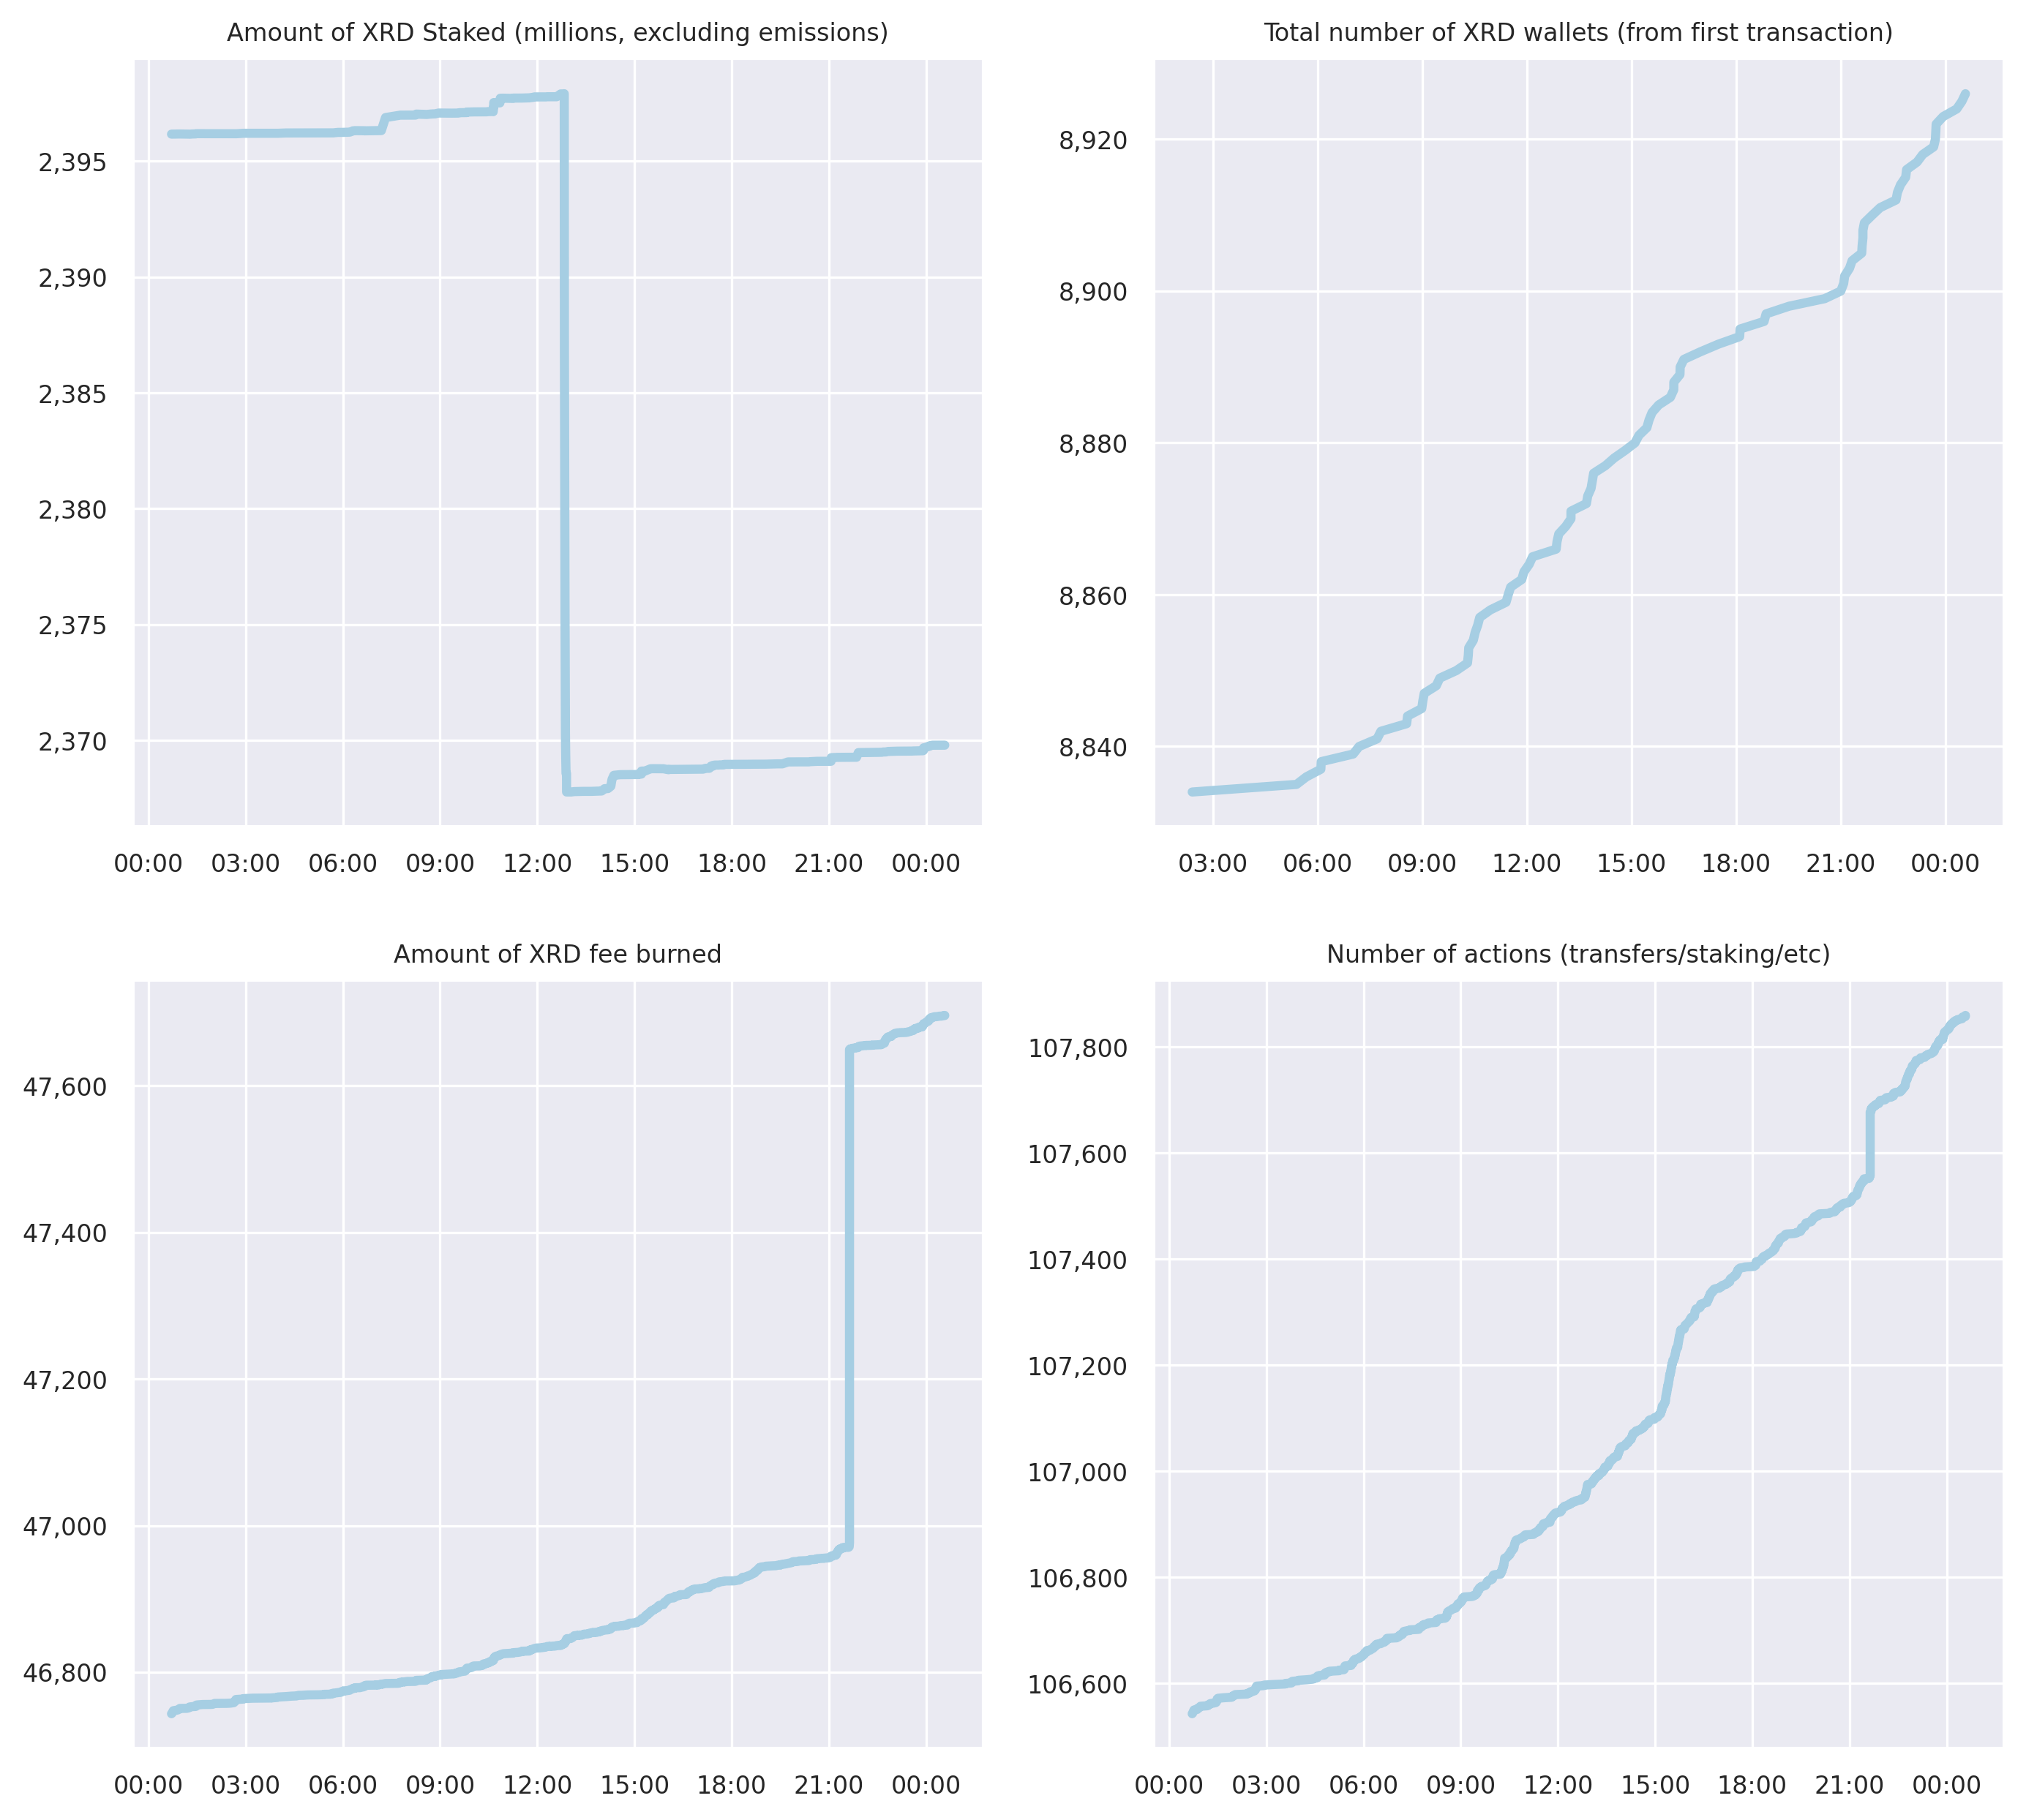 Amount of XRD Staked (millions, excluding emissions)
2,395
2,390
2,385
2,380
2,375
2,370
00:00 03:00 06:00 09:00 12:00 15:00 18:00 21:00 00:00
Total number of XRD wallets (from first transaction)
8,920
8,900
8,880
8,860
8,840
03:00 06:00 09:00 12:00 15:00 18:00 21:00 00:00
Amount of XRD fee burned
47,600
47,400
47,200
47,000
46,800
00:00 03:00 06:00 09:00 12:00 15:00 18:00 21:00 00:00
Number of actions (transfers/staking/etc)
107,800
107,600
107,400
107,200
107,000
106,800
106,600
00:00 03:00 06:00 09:00 12:00 15:00 18:00 21:00 00:00